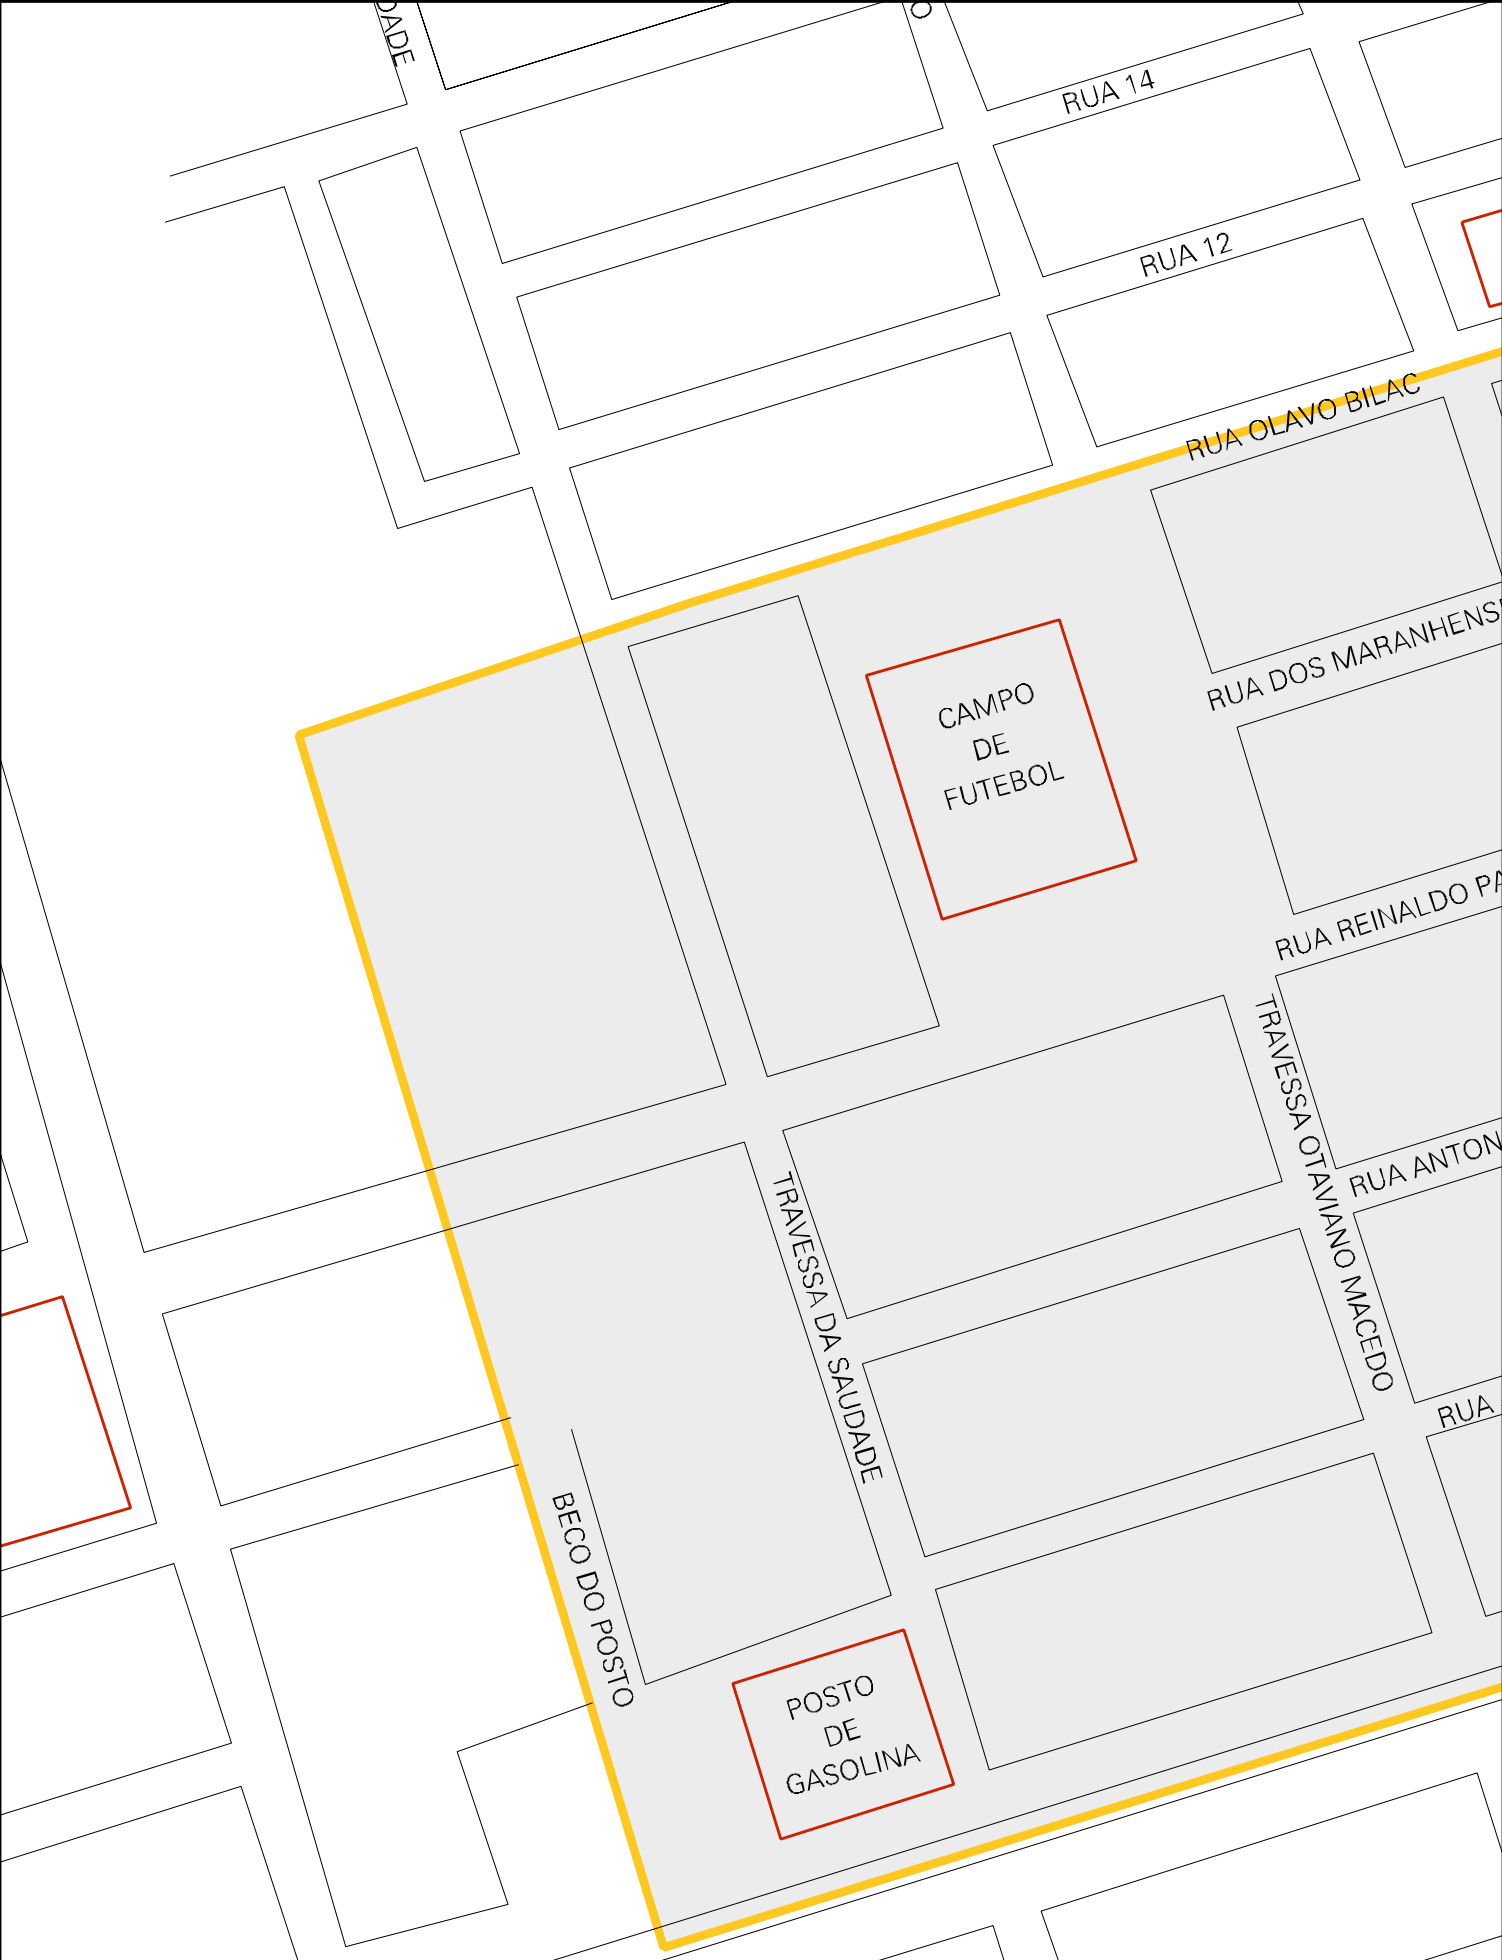 DADE
O
RUA 14
RUA 12
RUA OLAVO BILAC
RUA DOS MARANHENS
CAMPO
DE
FUTEBOL
RUA REINALDO PA
TRAVESSA OTAVIANO MACEDO
RUA ANTON
TRAVESSA DA SAUDADE
RUA
BECO DO POSTO
POSTO
DE
GASOLINA